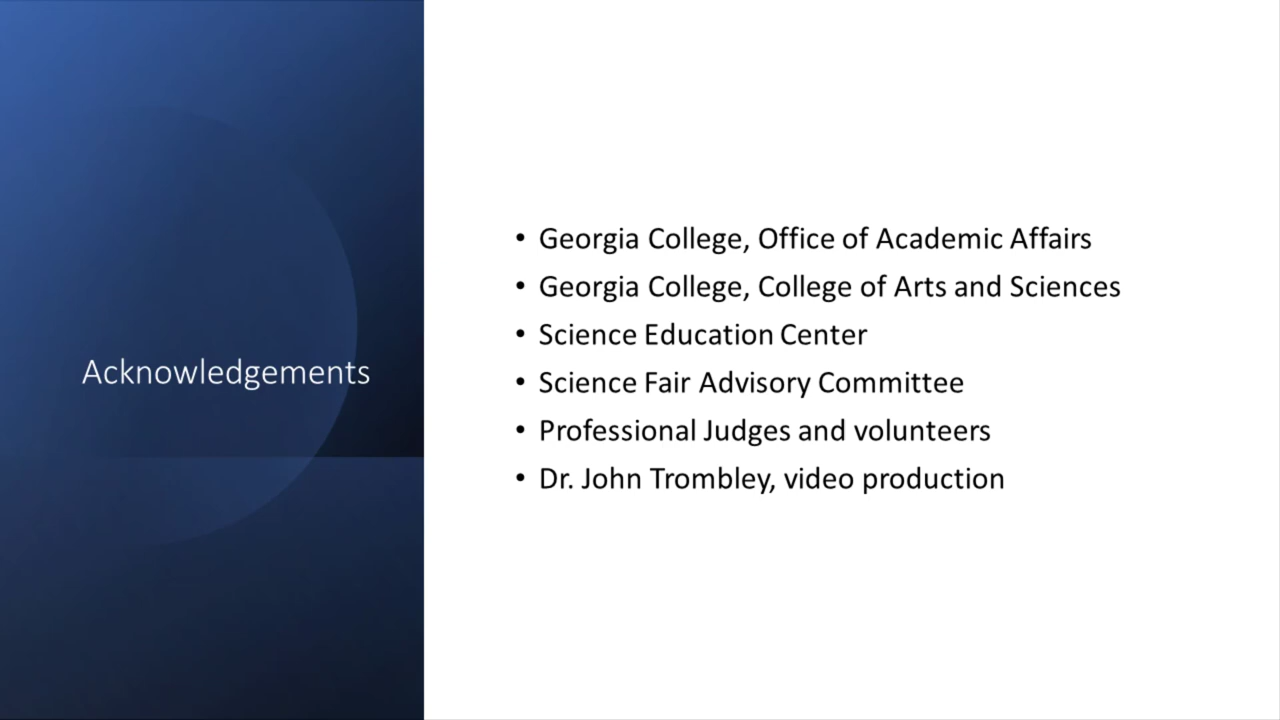 Acknowledgements
• Georgia College, Office of Academic Affairs
• Georgia College, College of Arts and Sciences
• Science Education Center
• Science Fair Advisory Committee
• Professional Judges and volunteers
• Dr. John Trombley, video production